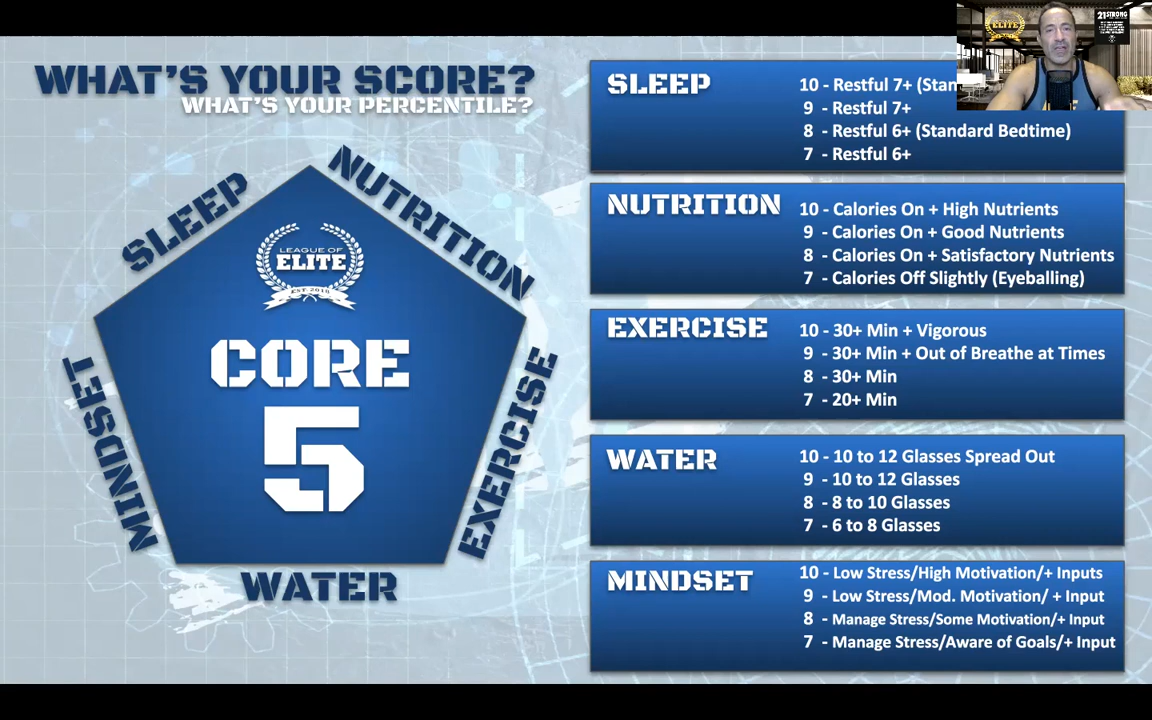 WHAT'S YOUR SCORE?
WHAT'S YOUR PERCENTILE?
SLEEP
NUTRITION
EXERCISE
WATER
MINDSET
LEAGUE OF
ELITE
EST 2018
CORE
5
SLEEP
10 - Restful 7+ (Stan
9 - Restful 7+
8 - Restful 6+ (Standard Bedtime)
7 - Restful 6+
NUTRITION
10 - Calories On + High Nutrients
9 - Calories On + Good Nutrients
8 - Calories On + Satisfactory Nutrients
7 - Calories Off Slightly (Eyeballing)
EXERCISE
10 - 30+ Min + Vigorous
9 - 30+ Min + Out of Breathe at Times
8 - 30+ Min
7 - 20+ Min
WATER
10 - 10 to 12 Glasses Spread Out
9 - 10 to 12 Glasses
8 - 8 to 10 Glasses
7 - 6 to 8 Glasses
MINDSET
10 - Low Stress/High Motivation/+ Inputs
9 - Low Stress/Mod. Motivation/ + Input
8 - Manage Stress/Some Motivation/+ Input
7 - Manage Stress/Aware of Goals/+ Input
ELITE
21STRONG